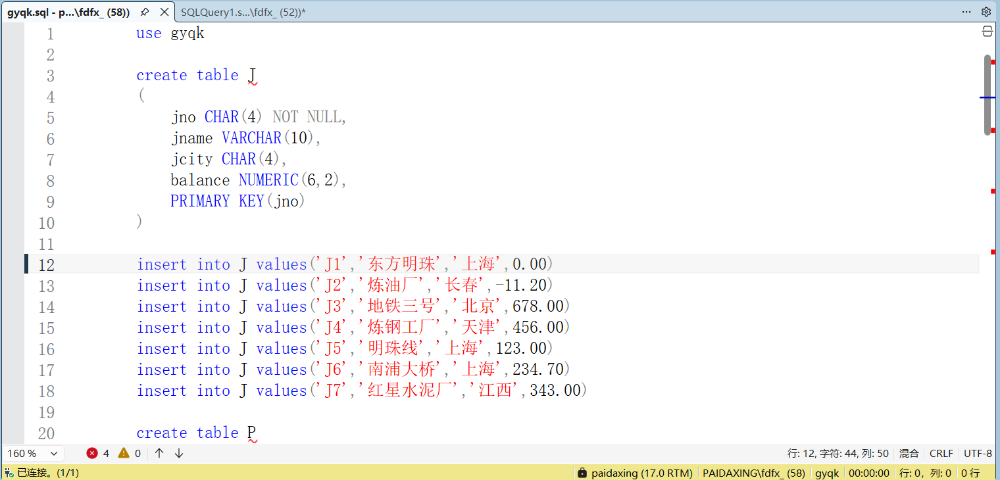 gyqk.sql - p...\fdfx_ (58))
SQLQuery1.s...\fdfx_ (52))*
1 use gyqk
2
3 create table J
4 (
5 jno CHAR(4) NOT NULL,
6 jname VARCHAR(10),
7 jcity CHAR(4),
8 balance NUMERIC(6,2),
9 PRIMARY KEY(jno)
10 )
11
12 insert into J values('J1','东方明珠','上海',0.00)
13 insert into J values('J2','炼油厂','长春',-11.20)
14 insert into J values('J3','地铁三号','北京',678.00)
15 insert into J values('J4','炼钢工厂','天津',456.00)
16 insert into J values('J5','明珠线','上海',123.00)
17 insert into J values('J6','南浦大桥','上海',234.70)
18 insert into J values('J7','红星水泥厂','江西',343.00)
19
20 create table P
160 % 4 0 行: 12, 字符: 44, 列: 50 混合 CRLF UTF-8
已连接。(1/1) paidaxing (17.0 RTM) PAIDAXING\fdfx_ (58) gyqk 00:00:00 行: 0, 列: 0 0 行